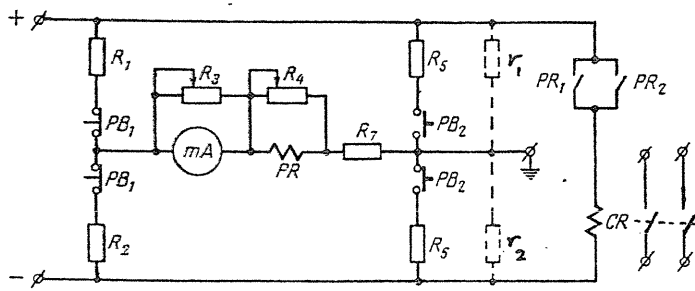 +
R1 R3 R4 R5 r1 PR1 PR2
PB1 PB2
mA PR R7
PB1 PB2
R2 R5 r2 CR
-